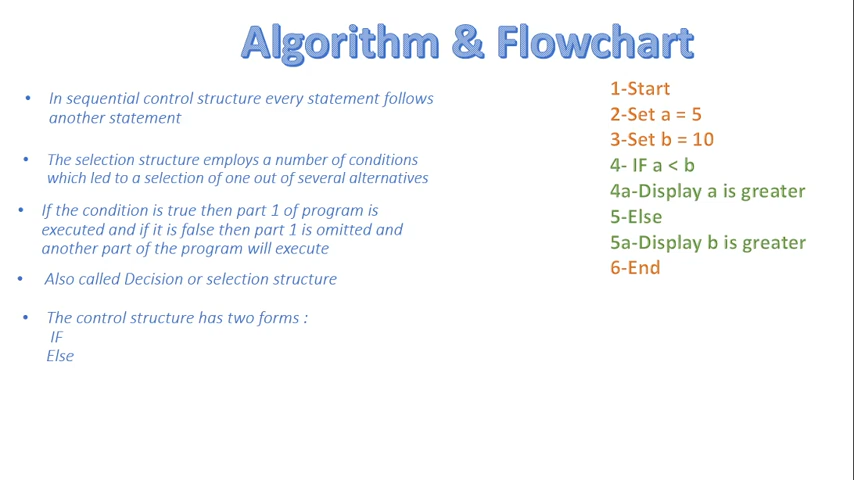 Algorithm & Flowchart
• In sequential control structure every statement follows
another statement
• The selection structure employs a number of conditions
which led to a selection of one out of several alternatives
• If the condition is true then part 1 of program is
executed and if it is false then part 1 is omitted and
another part of the program will execute
• Also called Decision or selection structure
• The control structure has two forms :
IF
Else
1-Start
2-Set a = 5
3-Set b = 10
4- IF a < b
4a-Display a is greater
5-Else
5a-Display b is greater
6-End